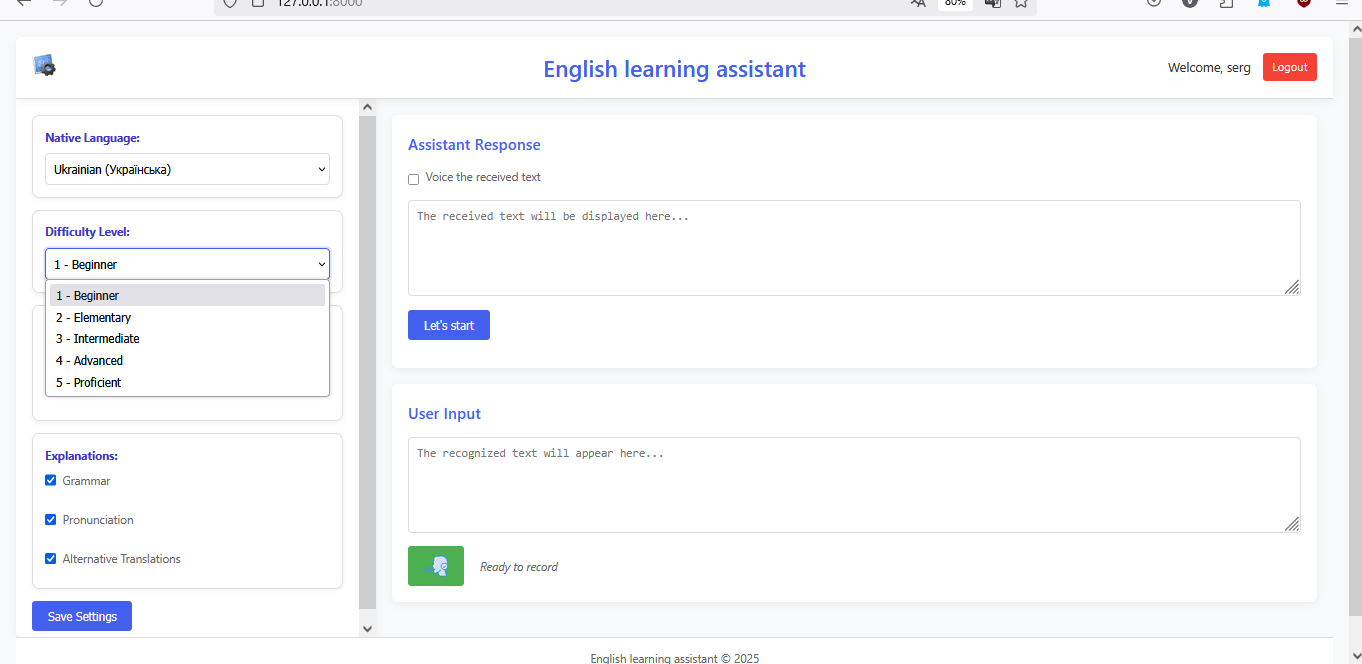 127.0.0.1:8000
80%
English learning assistant
Welcome, serg
Logout
Native Language:
Ukrainian (Українська)
Difficulty Level:
1 - Beginner
1 - Beginner
2 - Elementary
3 - Intermediate
4 - Advanced
5 - Proficient
Explanations:
Grammar
Pronunciation
Alternative Translations
Save Settings
Assistant Response
Voice the received text
The received text will be displayed here...
Let's start
User Input
The recognized text will appear here...
Ready to record
English learning assistant © 2025